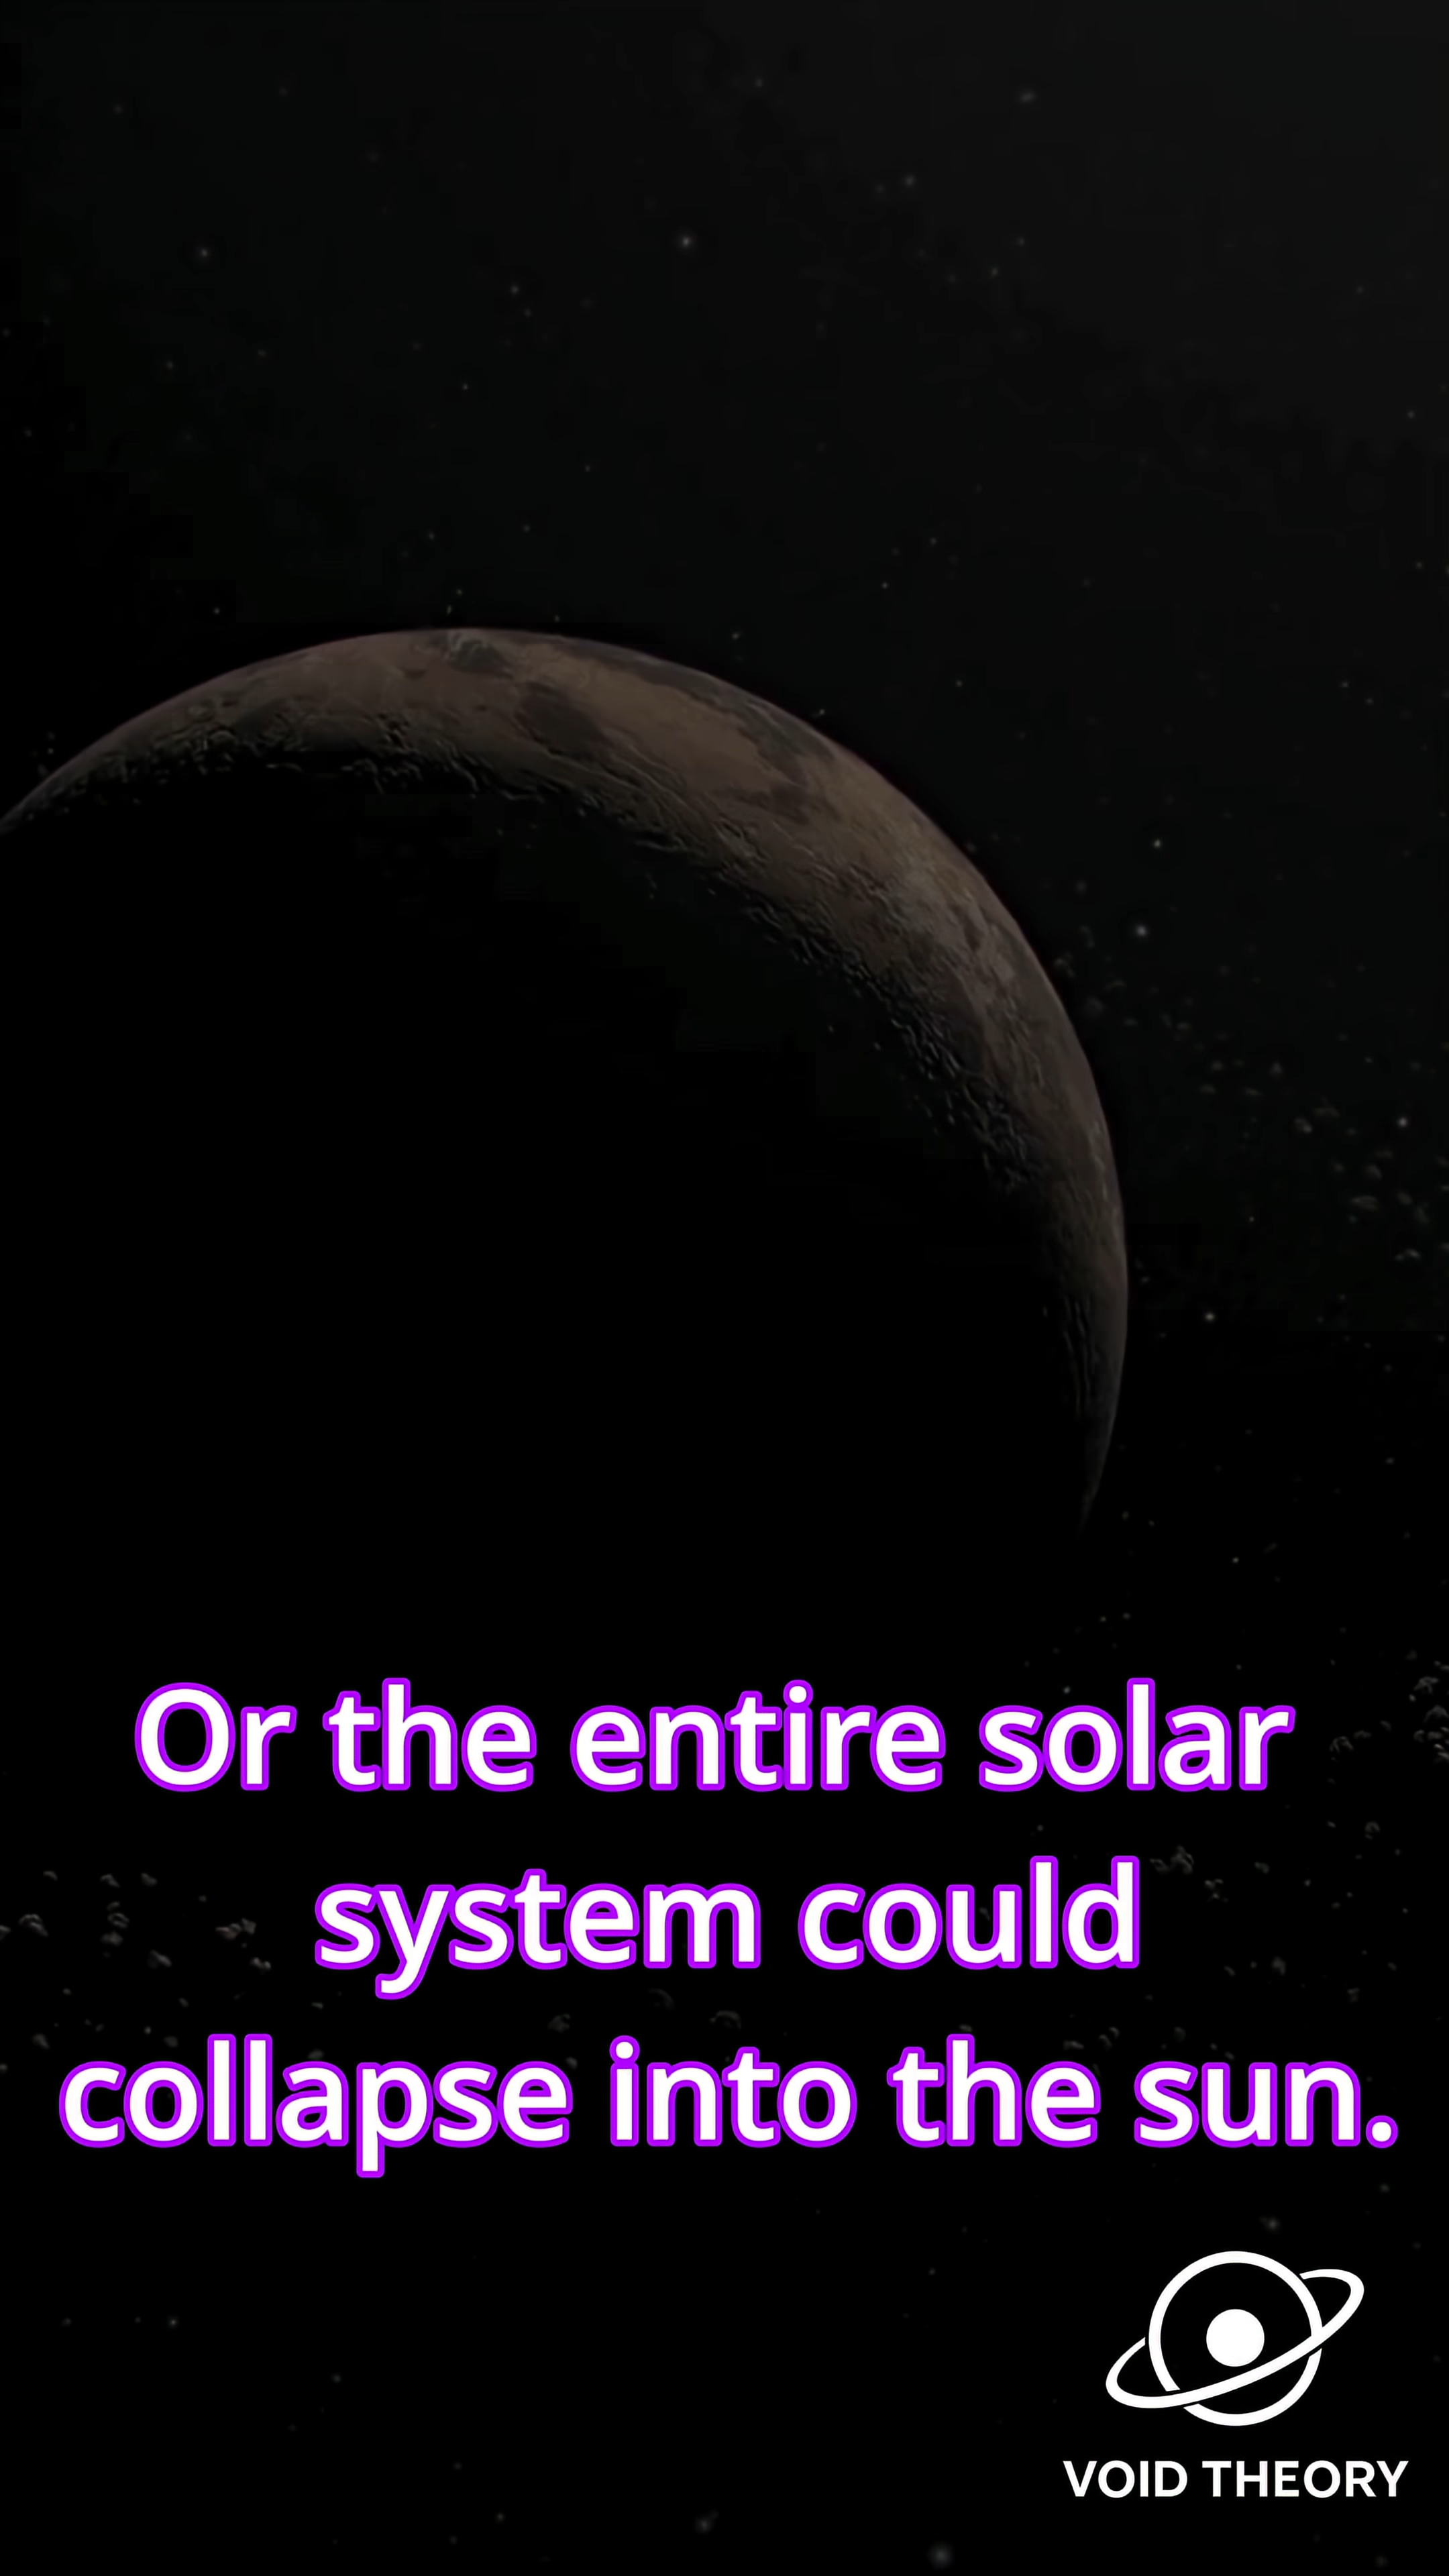 Or the entire solar
system could
collapse into the sun.
VOID THEORY